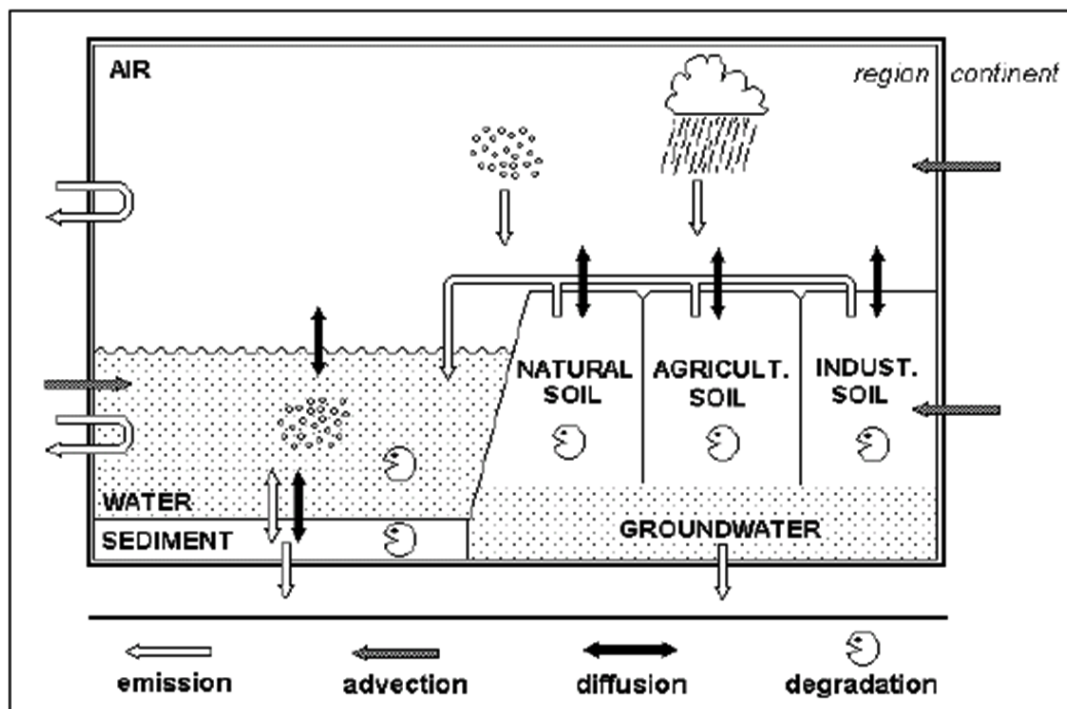 AIR
region
continent
NATURAL
SOIL
AGRICULT.
SOIL
INDUST.
SOIL
WATER
SEDIMENT
GROUNDWATER
emission
advection
diffusion
degradation